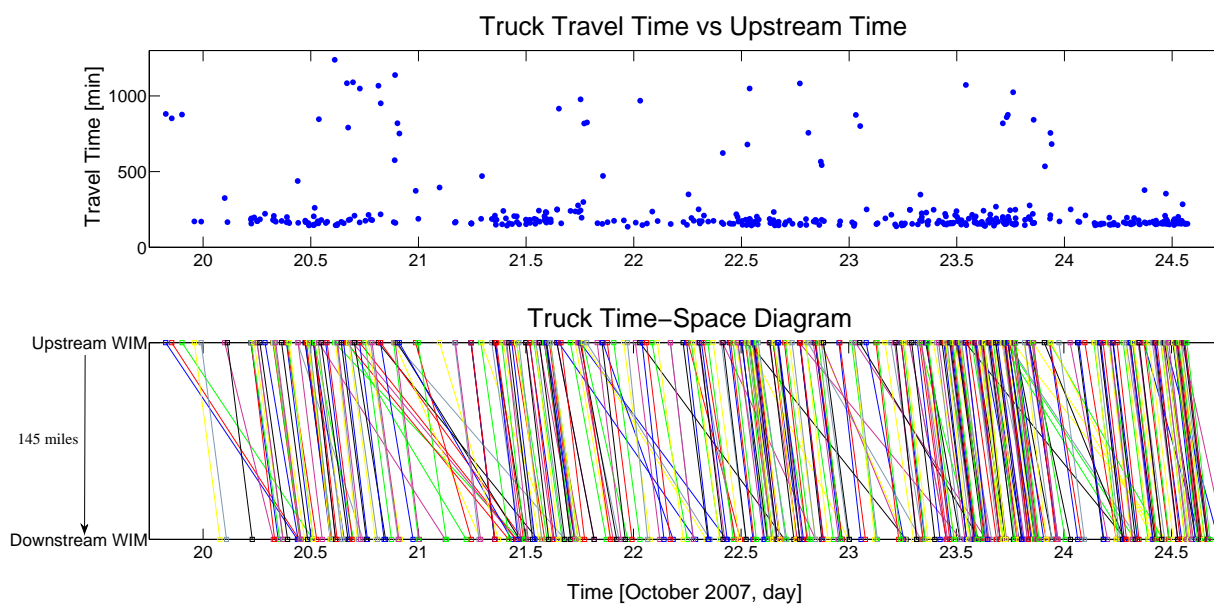 Truck Travel Time vs Upstream Time
Travel Time [min]
1000
500
0
20 20.5 21 21.5 22 22.5 23 23.5 24 24.5
Truck Time−Space Diagram
Upstream WIM
145 miles
Downstream WIM
20 20.5 21 21.5 22 22.5 23 23.5 24 24.5
Time [October 2007, day]